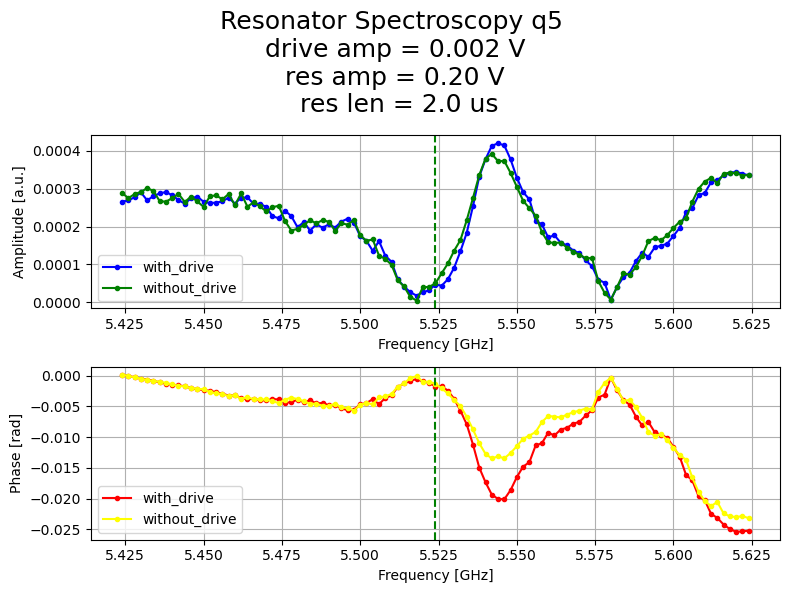 Resonator Spectroscopy q5
drive amp = 0.002 V
res amp = 0.20 V
res len = 2.0 us
Amplitude [a.u.]
0.0004
0.0003
0.0002
0.0001
0.0000
with_drive
without_drive
5.425 5.450 5.475 5.500 5.525 5.550 5.575 5.600 5.625
Frequency [GHz]
Phase [rad]
0.000
−0.005
−0.010
−0.015
−0.020
−0.025
with_drive
without_drive
5.425 5.450 5.475 5.500 5.525 5.550 5.575 5.600 5.625
Frequency [GHz]